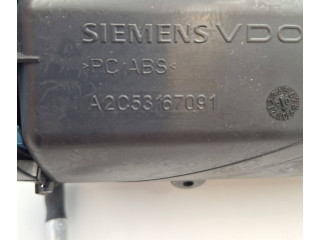 SIEMENS VDO
>PC ABS<
A2C53167091